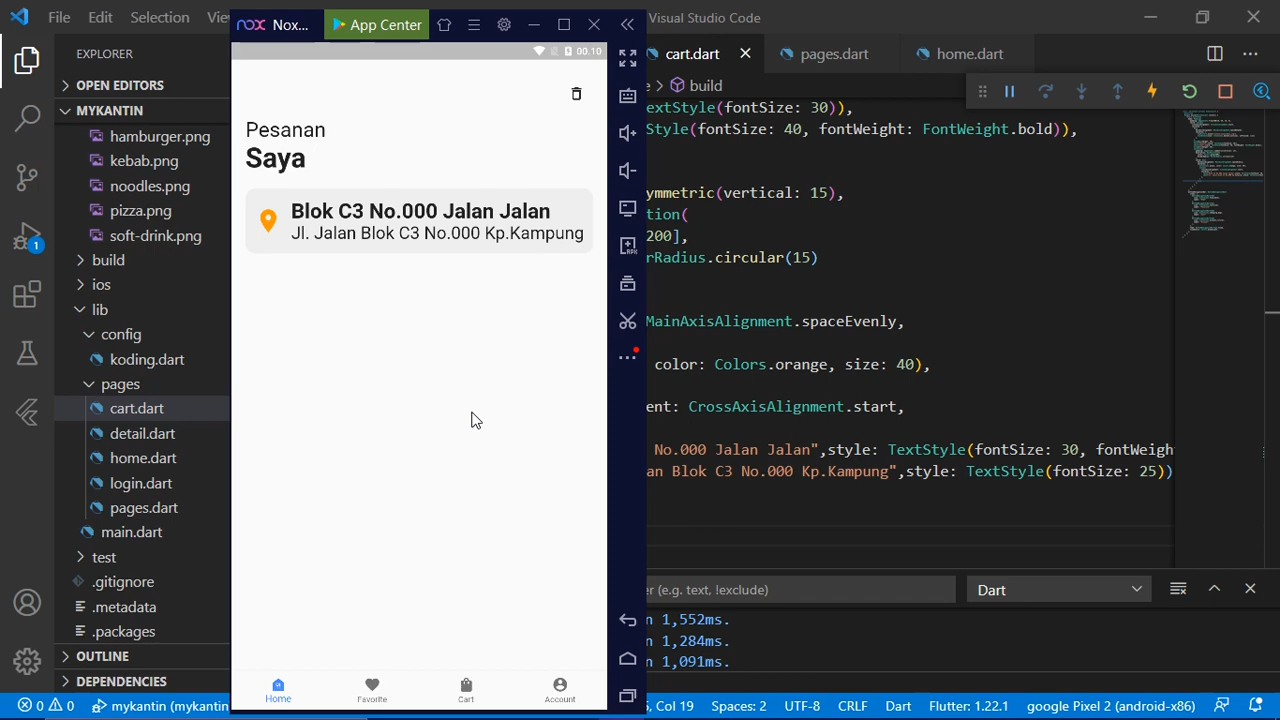 File Edit Selection
nox Nox...
App Center
Visual Studio Code
EXPLORER
OPEN EDITORS
MYKANTIN
hamburger.png
kebab.png
noodles.png
pizza.png
soft-drink.png
build
ios
lib
config
koding.dart
pages
cart.dart
detail.dart
home.dart
login.dart
pages.dart
main.dart
test
.gitignore
.metadata
.packages
OUTLINE
DEPENDENCIES
1
00.10
Pesanan
Saya
Blok C3 No.000 Jalan Jalan
Jl. Jalan Blok C3 No.000 Kp.Kampung
Home Favorite Cart Account
cart.dart pages.dart home.dart
build
extStyle(fontSize: 30)),
Style(fontSize: 40, fontWeight: FontWeight.bold)),
ymmetric(vertical: 15),
tion(
200],
rRadius.circular(15)
MainAxisAlignment.spaceEvenly,
color: Colors.orange, size: 40),
ent: CrossAxisAlignment.start,
No.000 Jalan Jalan",style: TextStyle(fontSize: 30, fontWeight
an Blok C3 No.000 Kp.Kampung",style: TextStyle(fontSize: 25))
er (e.g. text, !exclude)
Dart
n 1,552ms.
n 1,284ms.
n 1,091ms.
0 0 mykantin (mykantin
, Col 19 Spaces: 2 UTF-8 CRLF Dart Flutter: 1.22.1 google Pixel 2 (android-x86)